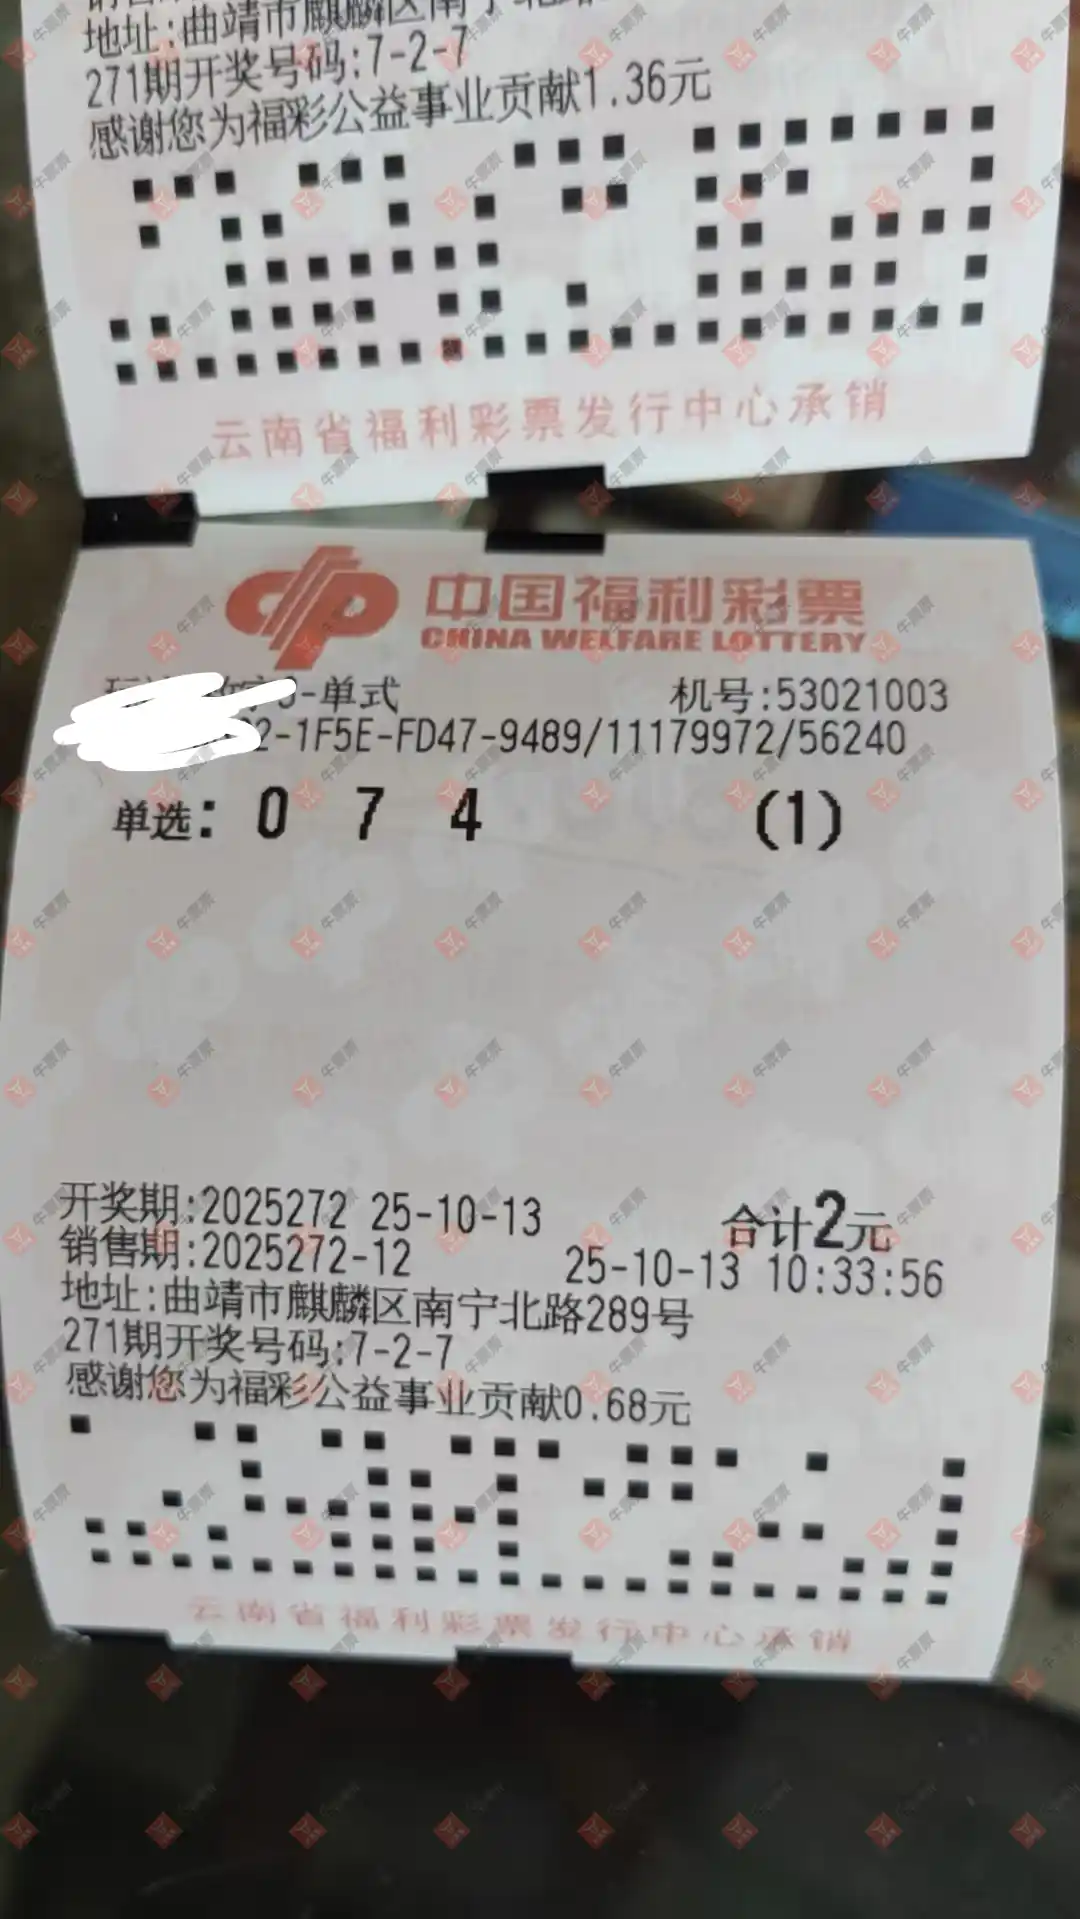 地址:曲靖市麒麟区南宁北路
271期开奖号码:7-2-7
感谢您为福彩公益事业贡献1.36元
云南省福利彩票发行中心承销
中国福利彩票
CHINA WELFARE LOTTERY
-单式 机号:53021003
2-1F5E-FD47-9489/11179972/56240
单选: 0 7 4 (1)
开奖期:2025272 25-10-13 合计2元
销售期:2025272-12 25-10-13 10:33:56
地址:曲靖市麒麟区南宁北路289号
271期开奖号码:7-2-7
感谢您为福彩公益事业贡献0.68元
云南省福利彩票发行中心承销
牛票票